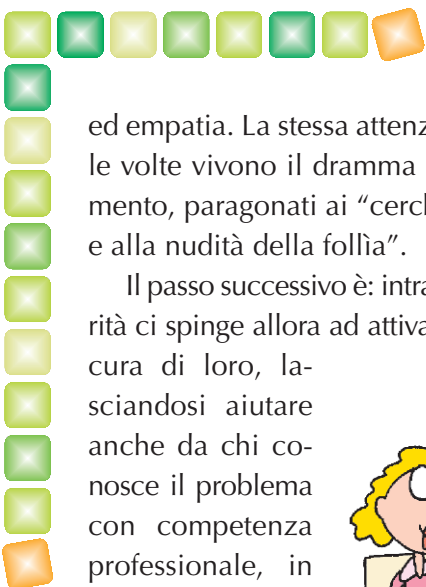 ed empatia. La stessa attenz
le volte vivono il dramma
mento, paragonati ai “cerch
e alla nudità della follìa”.
Il passo successivo è: intra
rità ci spinge allora ad attiva
cura di loro, la-
sciandosi aiutare
anche da chi co-
nosce il problema
con competenza
professionale, in